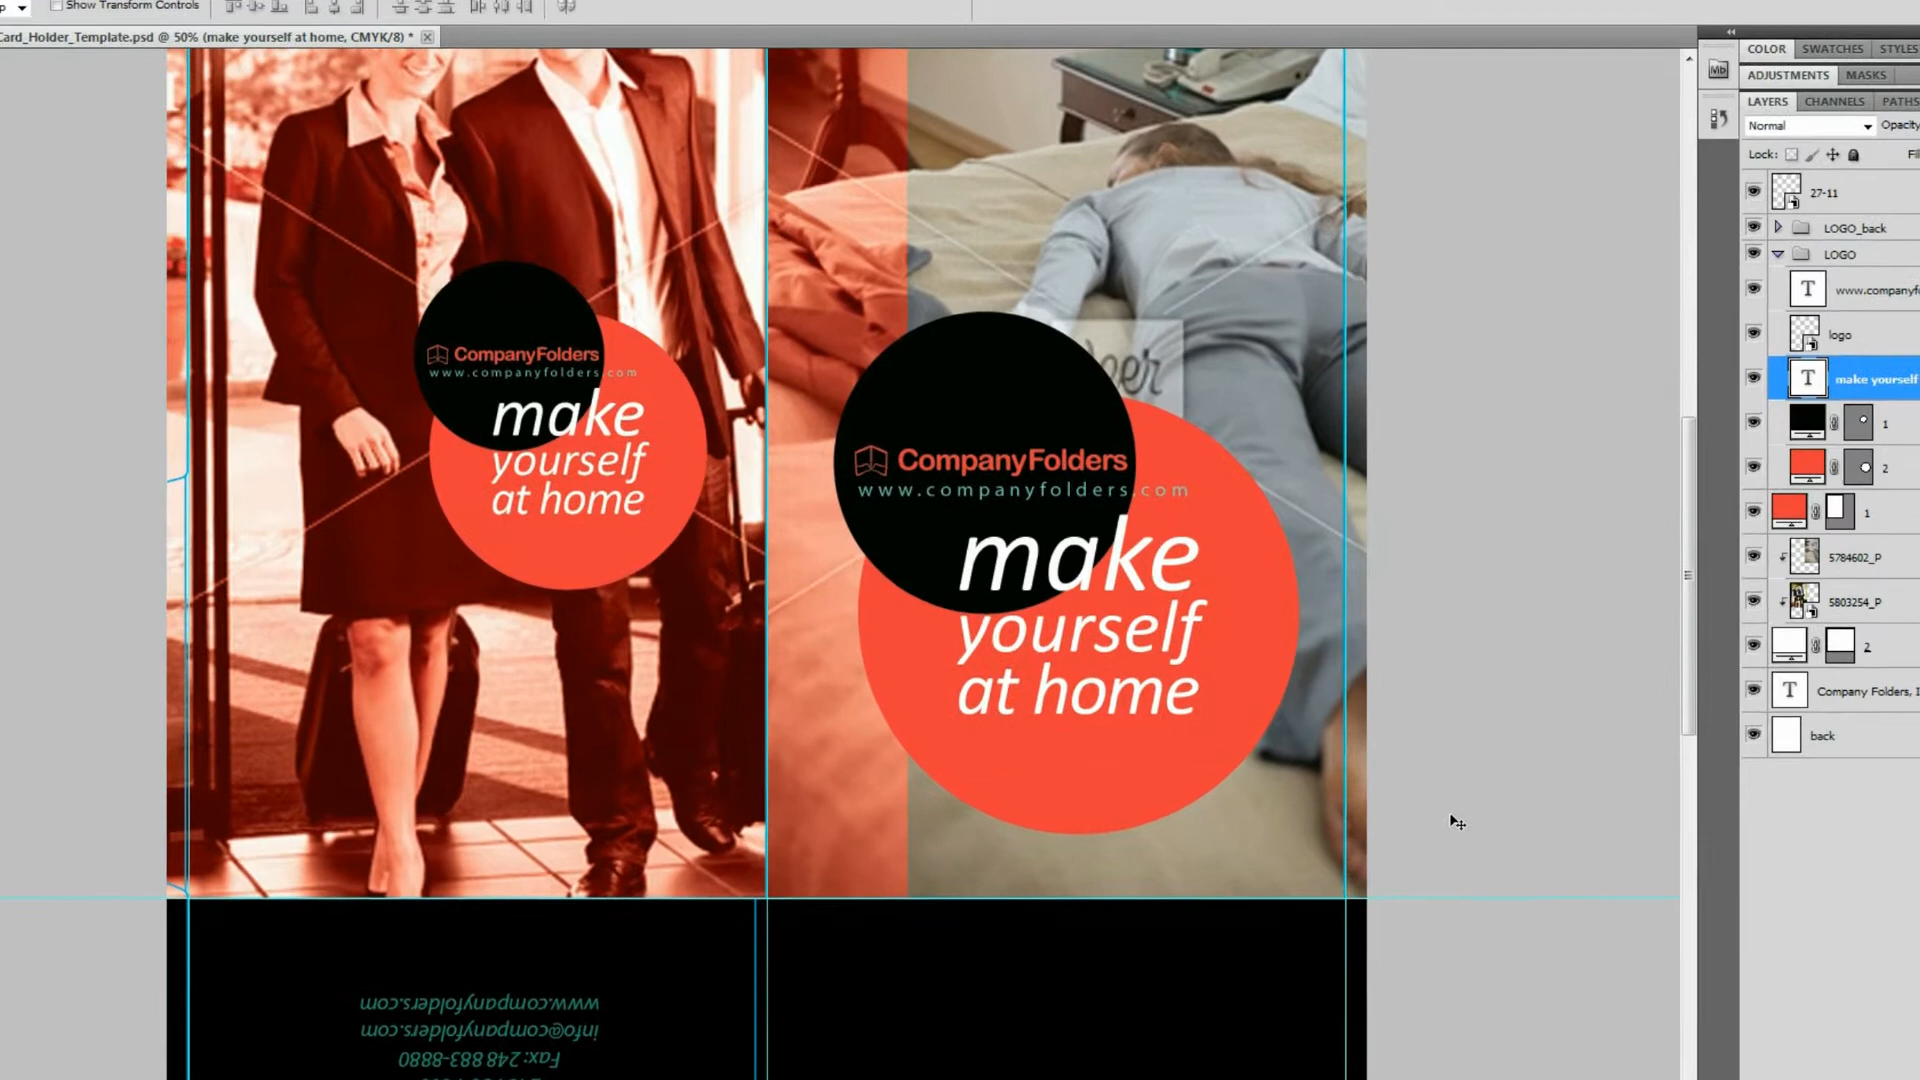 Show Transform Controls
Card_Holder_Template.psd @ 50% (make yourself at home, CMYK/8) *
COLOR SWATCHES STYLES
Mb
ADJUSTMENTS MASKS
LAYERS CHANNELS PATHS
Normal Opacity
Lock:
27-11
LOGO_back
LOGO
T www.companyf
logo
T make yourself
1
2
1
5784602_P
5803254_P
2
T Company Folders, I
back
CompanyFolders
www.companyfolders.com
make
yourself
at home
CompanyFolders
www.companyfolders.com
make
yourself
at home
www.companyfolders.com
info@companyfolders.com
Fax: 248 883-8880